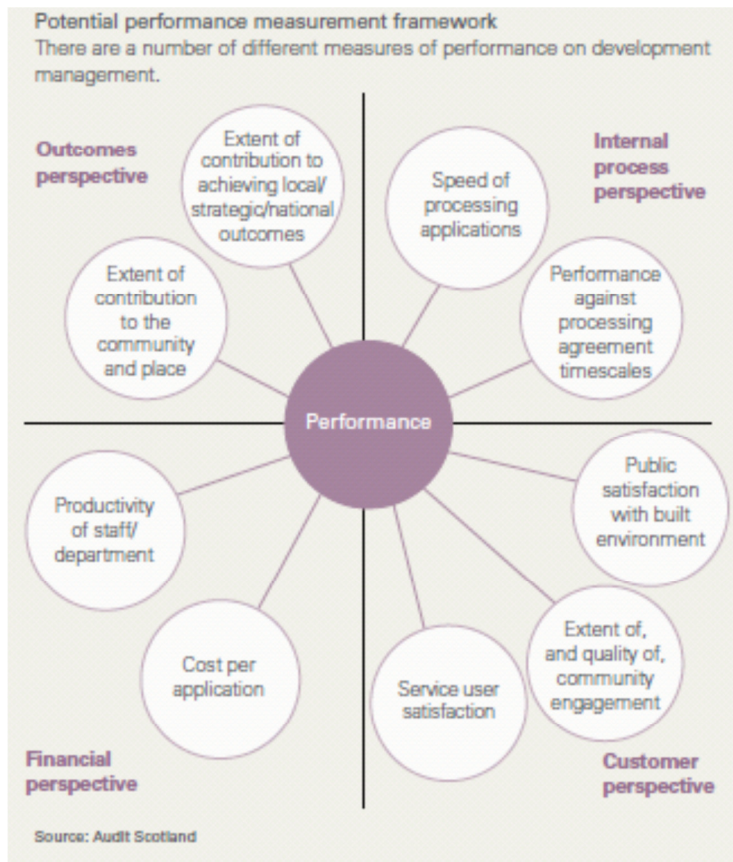 Potential performance measurement framework
There are a number of different measures of performance on development
management.
Outcomes
perspective
Extent of
contribution to
achieving local/
strategic/national
outcomes
Extent of
contribution
to the
community
and place
Internal
process
perspective
Speed of
processing
applications
Performance
against
processing
agreement
timescales
Performance
Productivity
of staff/
department
Cost per
application
Financial
perspective
Public
satisfaction
with built
environment
Extent of,
and quality of,
community
engagement
Service user
satisfaction
Customer
perspective
Source: Audit Scotland